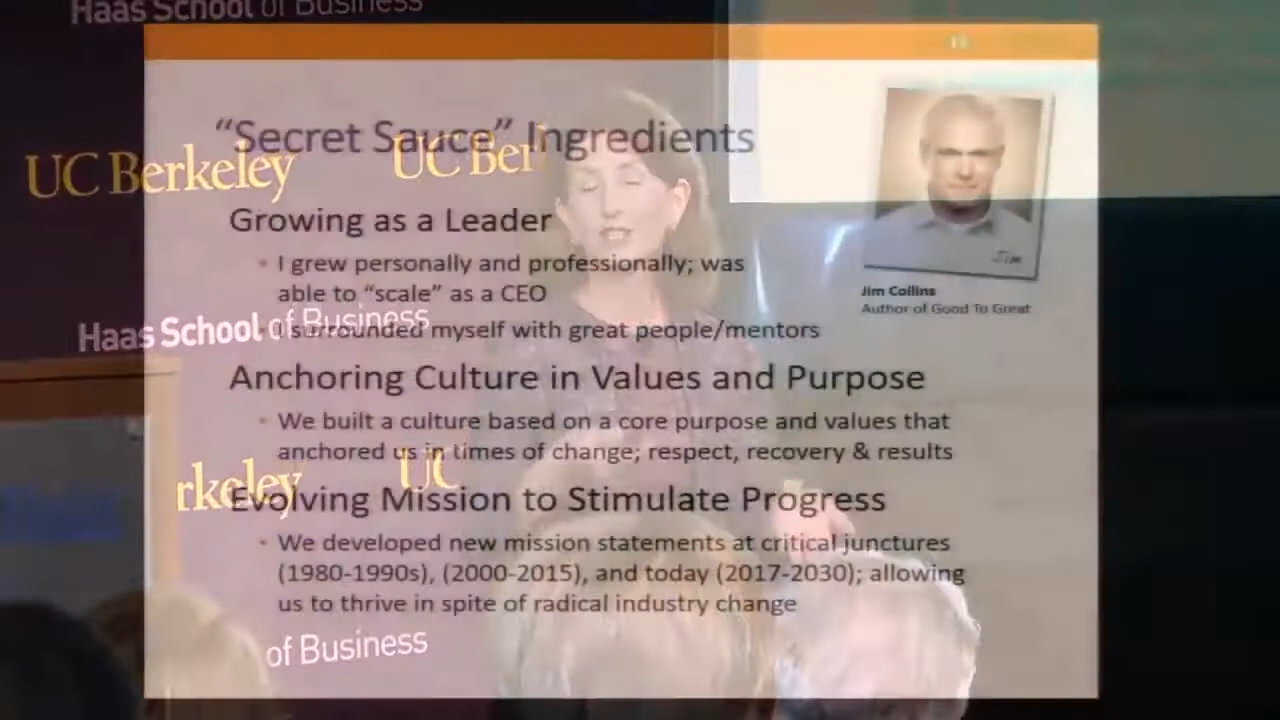 Haas School of Business
"Secret Sauce" Ingredients
UC Berkeley
UC Ber
Growing as a Leader
• I grew personally and professionally; was
able to "scale" as a CEO
Jim
Jim Collins
Author of Good To Great
Haas School of Business
• I surrounded myself with great people/mentors
Anchoring Culture in Values and Purpose
• We built a culture based on a core purpose and values that
anchored us in times of change; respect, recovery & results
rkeley
UC
Evolving Mission to Stimulate Progress
• We developed new mission statements at critical junctures
(1980-1990s), (2000-2015), and today (2017-2030); allowing
us to thrive in spite of radical industry change
of Business